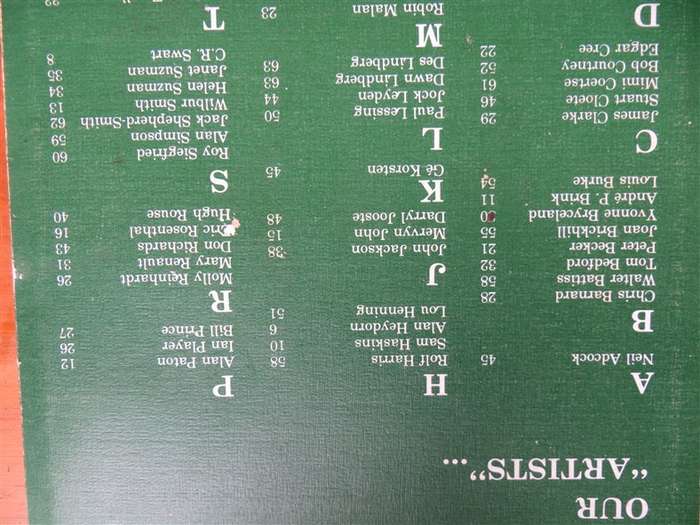 OUR
“ARTISTS”...
A
Neil Adcock 45
B
Chris Barnard 28
Walter Battiss 58
Tom Bedford 32
Peter Becker 21
Joan Brickhill 55
Yvonne Bryceland
André P. Brink 11
Louis Burke 54
C
James Clarke 29
Stuart Cloete 46
Mimi Coertse 61
Bob Courtney 52
Edgar Cree 22
D
H
Rolf Harris 58
Sam Haskins 10
Alan Heydorn 6
Lou Henning 51
J
John Jackson 38
Mervyn John 15
Darryl Jooste 48
K
Gé Korsten 45
L
Paul Lessing 50
Jock Leyden 44
Dawn Lindberg 63
Des Lindberg 63
M
Robin Malan 23
P
Alan Paton 12
Ian Player 26
Bill Prince 27
R
Molly Reinhardt 26
Mary Renault 31
Don Richards 43
Eric Rosenthal 16
Hugh Rouse 40
S
Roy Siegfried 60
Alan Simpson 59
Jack Shepherd-Smith 62
Wilbur Smith 13
Helen Suzman 34
Janet Suzman 35
C.R. Swart 8
T